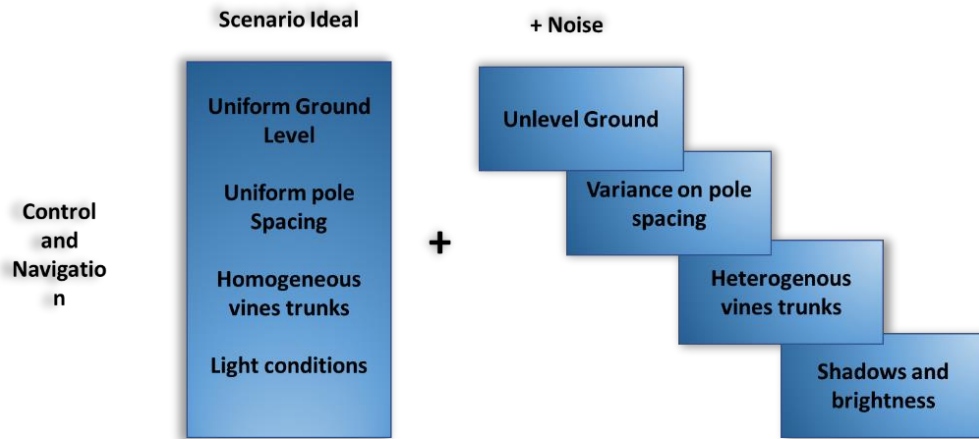 Scenario Ideal
+ Noise
Control
and
Navigatio
n
Uniform Ground
Level
Uniform pole
Spacing
Homogeneous
vines trunks
Light conditions
+
Unlevel Ground
Variance on pole
spacing
Heterogenous
vines trunks
Shadows and
brightness